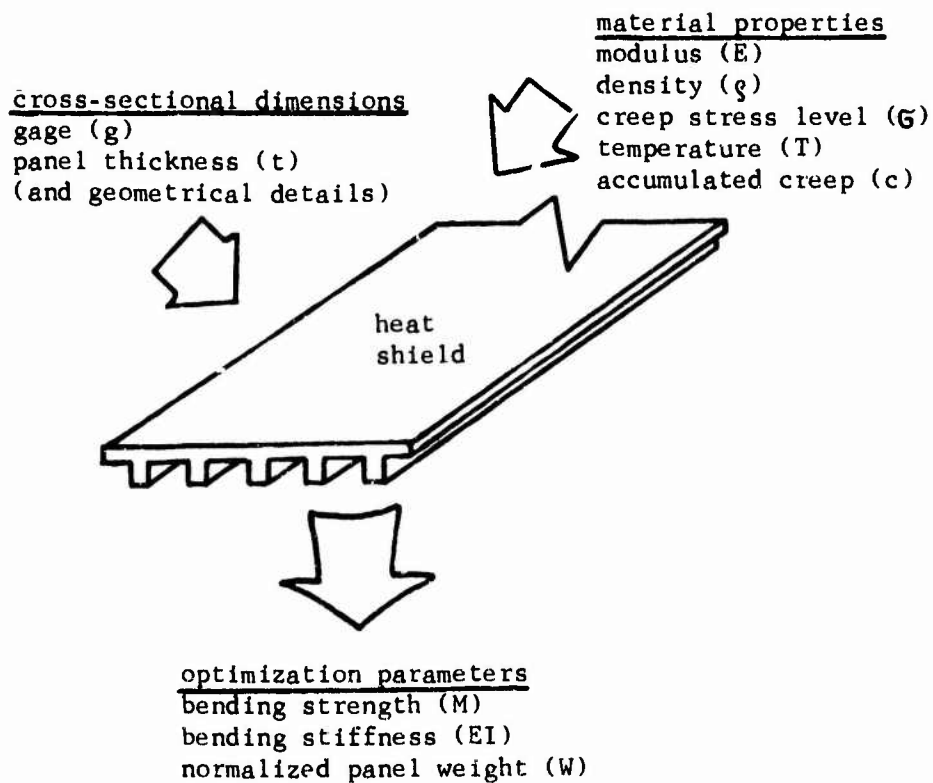 material properties
modulus (E)
density (ρ)
creep stress level (σ)
temperature (T)
accumulated creep (c)
cross-sectional dimensions
gage (g)
panel thickness (t)
(and geometrical details)
heat
shield
optimization parameters
bending strength (M)
bending stiffness (EI)
normalized panel weight (W)